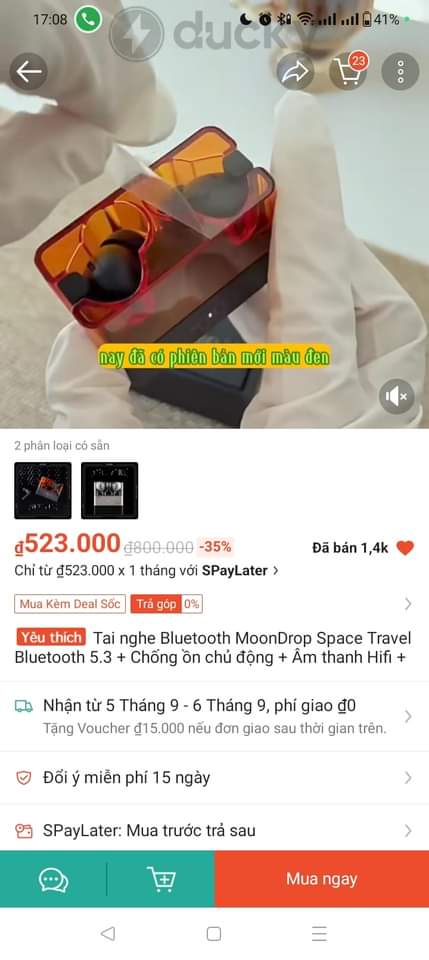 17:08
41%
duck
23
nay đã có phiên bản mới màu đen
2 phân loại có sẵn
₫523.000 ₫800.000 -35%
Đã bán 1,4k
Chỉ từ ₫523.000 x 1 tháng với SPayLater >
Mua Kèm Deal Sốc Trả góp 0%
Yêu thích Tai nghe Bluetooth MoonDrop Space Travel
Bluetooth 5.3 + Chống ồn chủ động + Âm thanh Hifi +
Nhận từ 5 Tháng 9 - 6 Tháng 9, phí giao ₫0
Tặng Voucher ₫15.000 nếu đơn giao sau thời gian trên.
Đổi ý miễn phí 15 ngày
SPayLater: Mua trước trả sau
Mua ngay